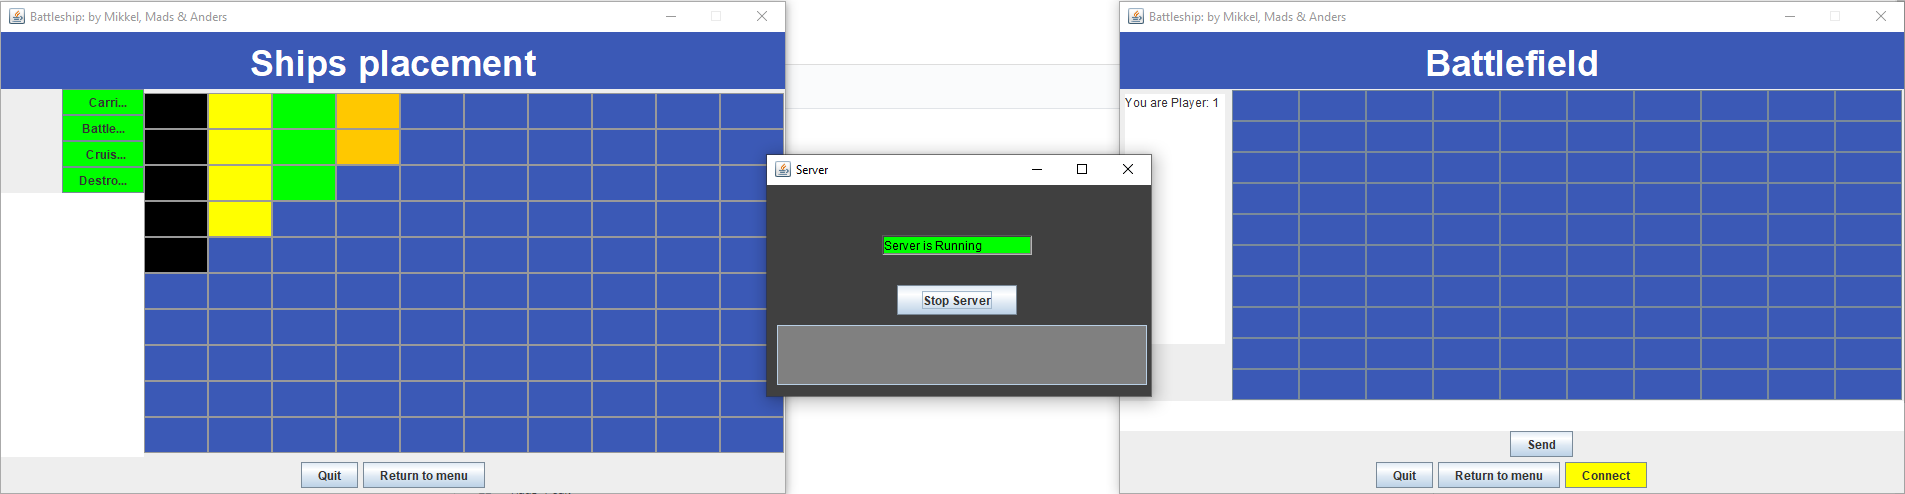 Battleship: by Mikkel, Mads & Anders
Ships placement
Carri...
Battle...
Cruis...
Destro...
Quit
Return to menu
Server
Server is Running
Stop Server
Battleship: by Mikkel, Mads & Anders
Battlefield
You are Player: 1
Send
Quit
Return to menu
Connect